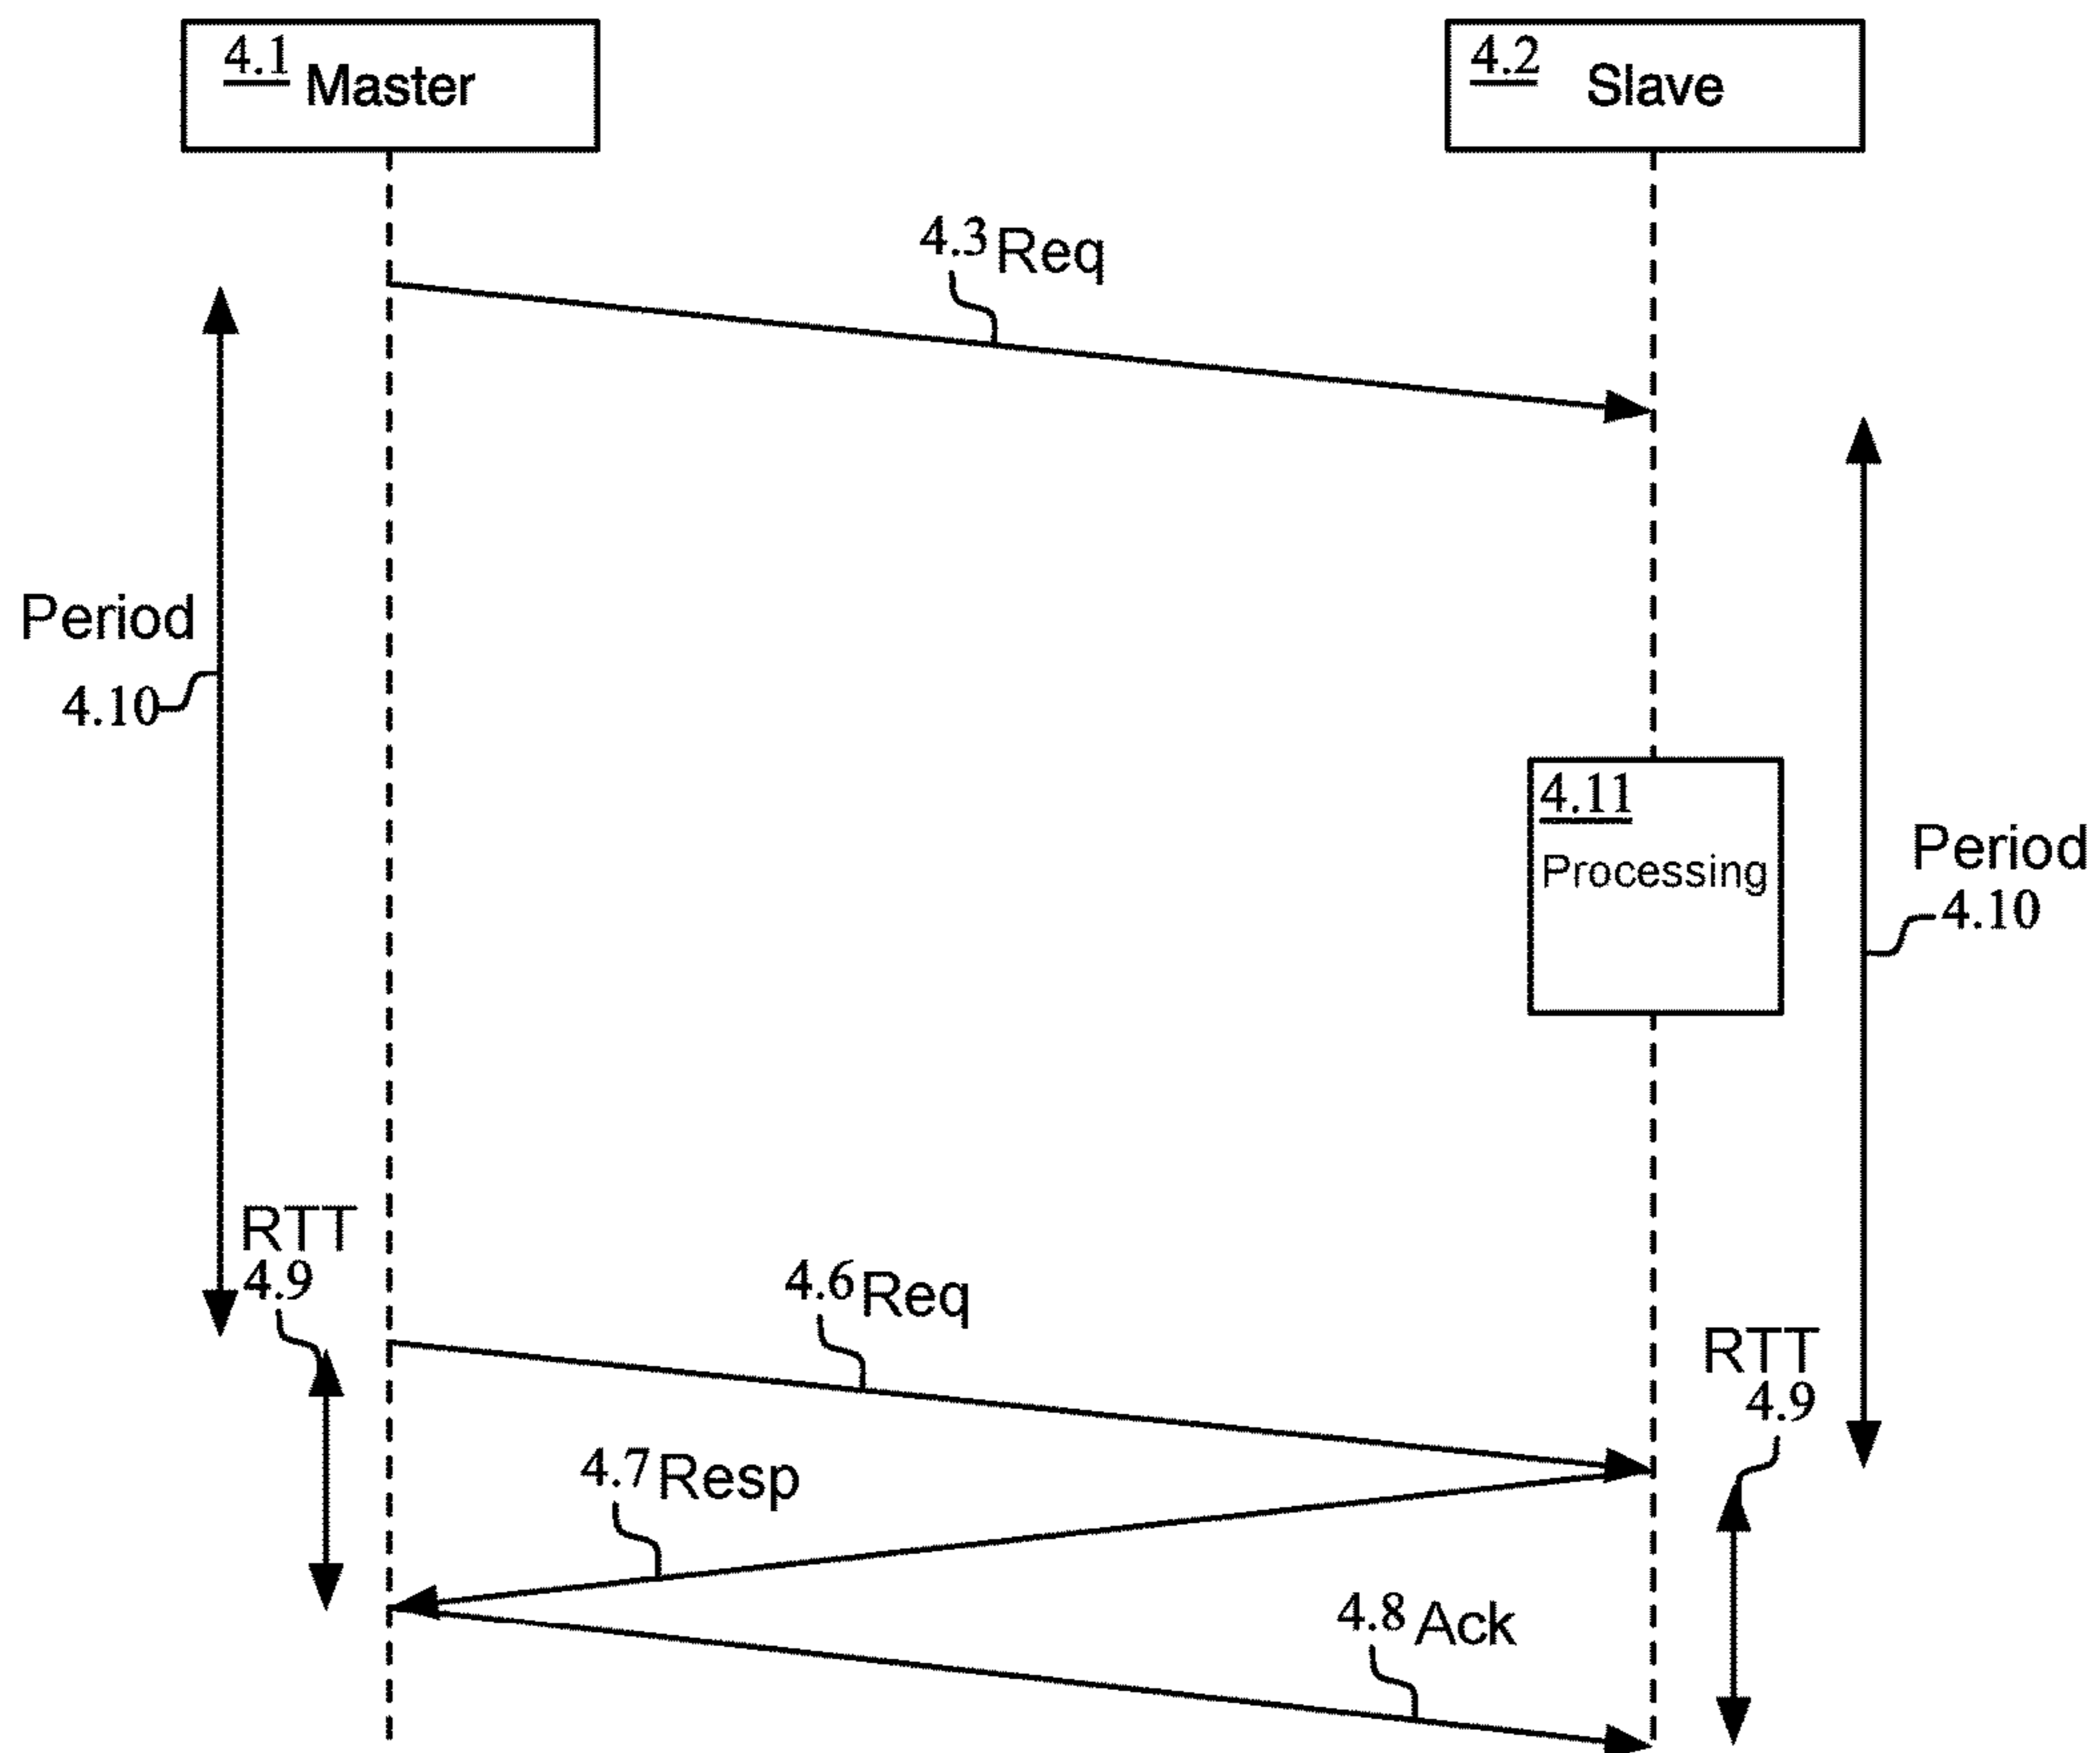 4.1 Master
4.2 Slave
4.3 Req
Period
4.10
4.11
Processing
Period
4.10
RTT
4.9
4.6 Req
RTT
4.9
4.7 Resp
4.8 Ack